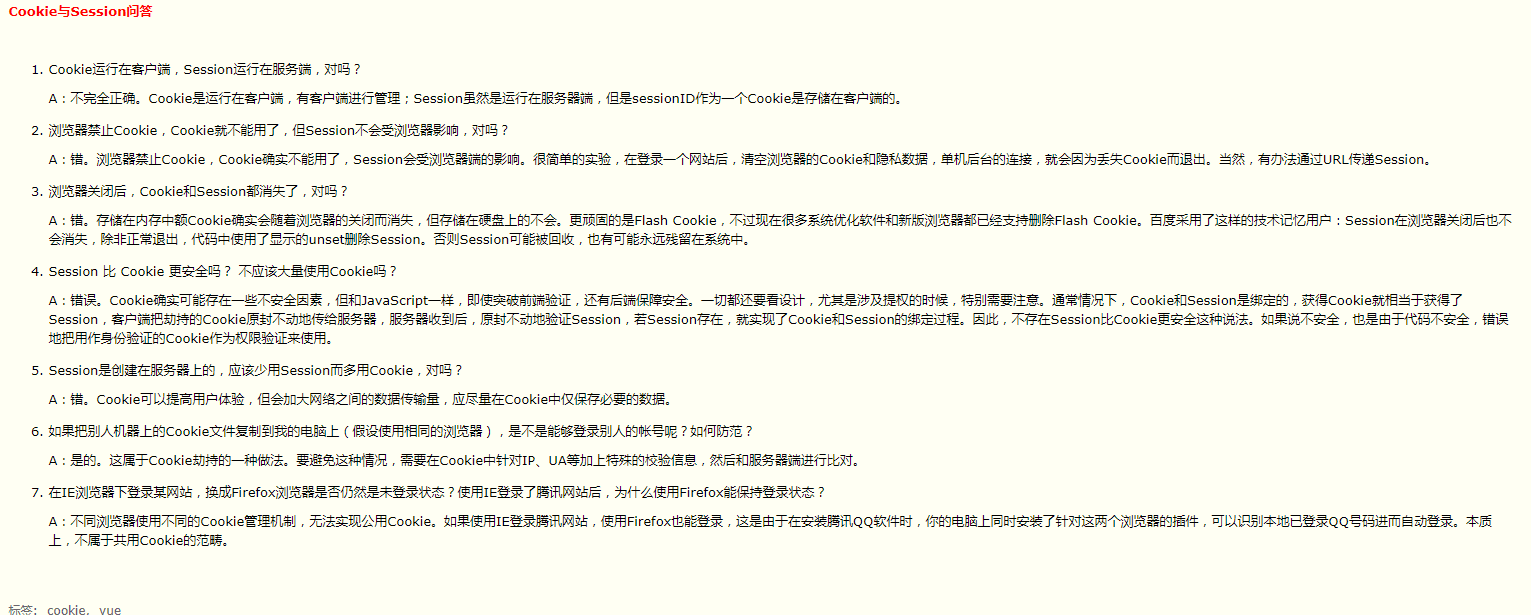 Cookie与Session问答
1. Cookie运行在客户端，Session运行在服务端，对吗？
A：不完全正确。Cookie是运行在客户端，有客户端进行管理；Session虽然是运行在服务器端，但是sessionID作为一个Cookie是存储在客户端的。
2. 浏览器禁止Cookie，Cookie就不能用了，但Session不会受浏览器影响，对吗？
A：错。浏览器禁止Cookie，Cookie确实不能用了，Session会受浏览器端的影响。很简单的实验，在登录一个网站后，清空浏览器的Cookie和隐私数据，单机后台的连接，就会因为丢失Cookie而退出。当然，有办法通过URL传递Session。
3. 浏览器关闭后，Cookie和Session都消失了，对吗？
A：错。存储在内存中额Cookie确实会随着浏览器的关闭而消失，但存储在硬盘上的不会。更顽固的是Flash Cookie，不过现在很多系统优化软件和新版浏览器都已经支持删除Flash Cookie。百度采用了这样的技术记忆用户：Session在浏览器关闭后也不
会消失，除非正常退出，代码中使用了显示的unset删除Session。否则Session可能被回收，也有可能永远残留在系统中。
4. Session 比 Cookie 更安全吗？ 不应该大量使用Cookie吗？
A：错误。Cookie确实可能存在一些不安全因素，但和JavaScript一样，即使突破前端验证，还有后端保障安全。一切都还要看设计，尤其是涉及提权的时候，特别需要注意。通常情况下，Cookie和Session是绑定的，获得Cookie就相当于获得了
Session，客户端把劫持的Cookie原封不动地传给服务器，服务器收到后，原封不动地验证Session，若Session存在，就实现了Cookie和Session的绑定过程。因此，不存在Session比Cookie更安全这种说法。如果说不安全，也是由于代码不安全，错误
地把用作身份验证的Cookie作为权限验证来使用。
5. Session是创建在服务器上的，应该少用Session而多用Cookie，对吗？
A：错。Cookie可以提高用户体验，但会加大网络之间的数据传输量，应尽量在Cookie中仅保存必要的数据。
6. 如果把别人机器上的Cookie文件复制到我的电脑上（假设使用相同的浏览器），是不是能够登录别人的帐号呢？如何防范？
A：是的。这属于Cookie劫持的一种做法。要避免这种情况，需要在Cookie中针对IP、UA等加上特殊的校验信息，然后和服务器端进行比对。
7. 在IE浏览器下登录某网站，换成Firefox浏览器是否仍然是未登录状态？使用IE登录了腾讯网站后，为什么使用Firefox能保持登录状态？
A：不同浏览器使用不同的Cookie管理机制，无法实现公用Cookie。如果使用IE登录腾讯网站，使用Firefox也能登录，这是由于在安装腾讯QQ软件时，你的电脑上同时安装了针对这两个浏览器的插件，可以识别本地已登录QQ号码进而自动登录。本质
上，不属于共用Cookie的范畴。
标签: cookie, vue